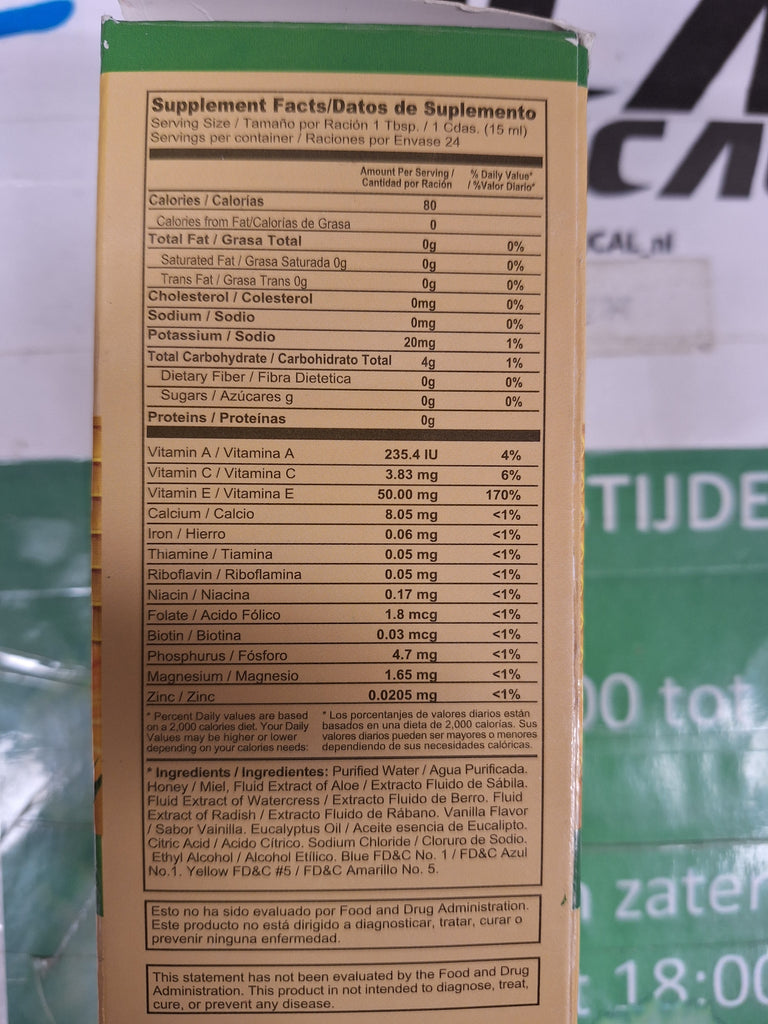 Supplement Facts/Datos de Suplemento
Serving Size / Tamaño por Ración 1 Tbsp. / 1 Cdas. (15 ml)
Servings per container / Raciones por Envase 24
Amount Per Serving / % Daily Value*
Cantidad por Ración / %Valor Diario*
Calories / Calorías 80
Calories from Fat/Calorías de Grasa 0
Total Fat / Grasa Total 0g 0%
Saturated Fat / Grasa Saturada 0g 0g 0%
Trans Fat / Grasa Trans 0g 0g 0%
Cholesterol / Colesterol 0mg 0%
Sodium / Sodio 0mg 0%
Potassium / Sodio 20mg 1%
Total Carbohydrate / Carbohidrato Total 4g 1%
Dietary Fiber / Fibra Dietetica 0g 0%
Sugars / Azúcares g 0g 0%
Proteins / Proteínas 0g
Vitamin A / Vitamina A 235.4 IU 4%
Vitamin C / Vitamina C 3.83 mg 6%
Vitamin E / Vitamina E 50.00 mg 170%
Calcium / Calcio 8.05 mg <1%
Iron / Hierro 0.06 mg <1%
Thiamine / Tiamina 0.05 mg <1%
Riboflavin / Riboflamina 0.05 mg <1%
Niacin / Niacina 0.17 mg <1%
Folate / Acido Fólico 1.8 mcg <1%
Biotin / Biotina 0.03 mcg <1%
Phosphurus / Fósforo 4.7 mg <1%
Magnesium / Magnesio 1.65 mg <1%
Zinc / Zinc 0.0205 mg <1%
* Percent Daily values are based
on a 2,000 calories diet. Your Daily
Values may be higher or lower
depending on your calories needs:
* Los porcentanjes de valores diarios están
basados en una dieta de 2,000 calorías. Sus
valores diarios pueden ser mayores o menores
dependiendo de sus necesidades calóricas.
* Ingredients / Ingredientes: Purified Water / Agua Purificada.
Honey / Miel, Fluid Extract of Aloe / Extracto Fluido de Sábila.
Fluid Extract of Watercress / Extracto Fluido de Berro. Fluid
Extract of Radish / Extracto Fluido de Rábano. Vanilla Flavor
/ Sabor Vainilla. Eucalyptus Oil / Aceite esencia de Eucalipto.
Citric Acid / Acido Cítrico. Sodium Chloride / Cloruro de Sodio.
Ethyl Alcohol / Alcohol Etílico. Blue FD&C No. 1 / FD&C Azul
No.1. Yellow FD&C #5 / FD&C Amarillo No. 5.
Esto no ha sido evaluado por Food and Drug Administration.
Este producto no está dirigido a diagnosticar, tratar, curar o
prevenir ninguna enfermedad.
This statement has not been evaluated by the Food and Drug
Administration. This product in not intended to diagnose, treat,
cure, or prevent any disease.
ICAL_nl
TIJDE
00 tot
zater
18:00